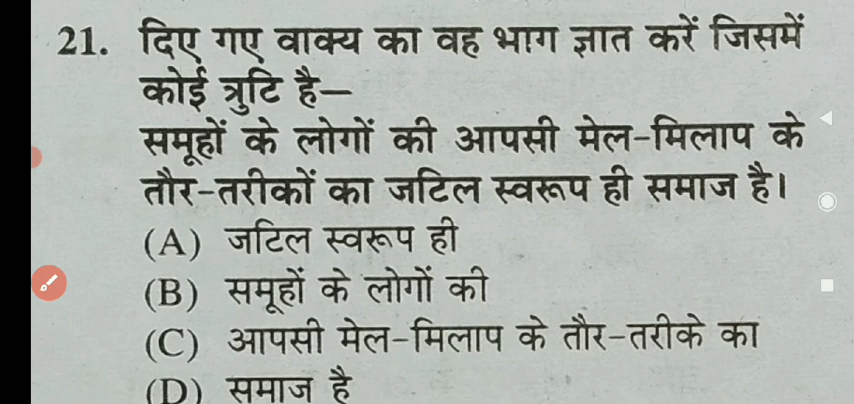 21. दिए गए वाक्य का वह भाग ज्ञात करें जिसमें
कोई त्रुटि है—
समूहों के लोगों की आपसी मेल-मिलाप के
तौर-तरीकों का जटिल स्वरूप ही समाज है।
(A) जटिल स्वरूप ही
(B) समूहों के लोगों की
(C) आपसी मेल-मिलाप के तौर-तरीके का
(D) समाज है